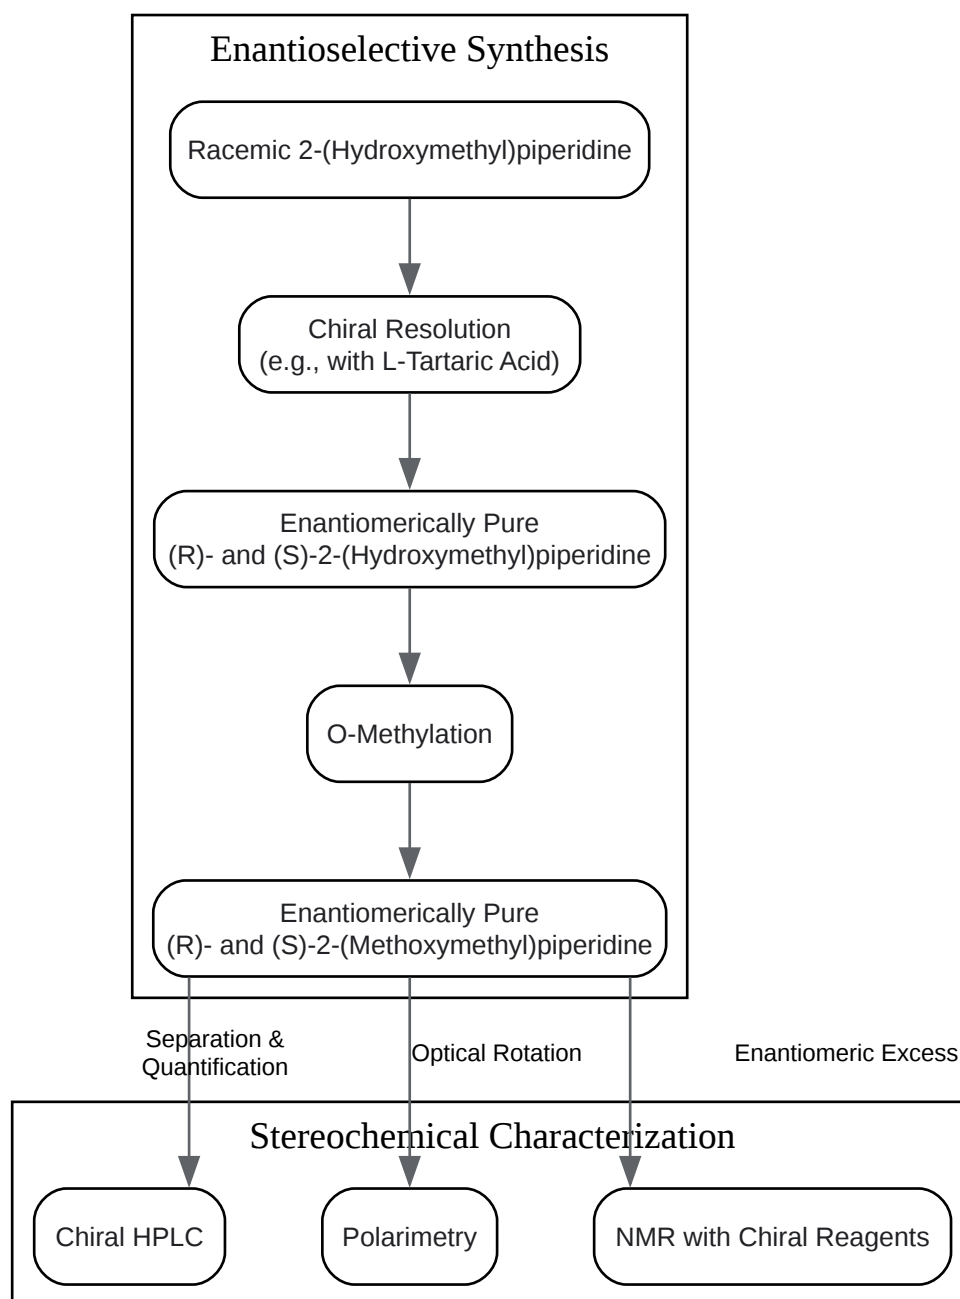 Enantioselective Synthesis
Racemic 2-(Hydroxymethyl)piperidine
Chiral Resolution
(e.g., with L-Tartaric Acid)
Enantiomerically Pure
(R)- and (S)-2-(Hydroxymethyl)piperidine
O-Methylation
Enantiomerically Pure
(R)- and (S)-2-(Methoxymethyl)piperidine
Separation &
Quantification
Optical Rotation
Enantiomeric Excess
Stereochemical Characterization
Chiral HPLC
Polarimetry
NMR with Chiral Reagents